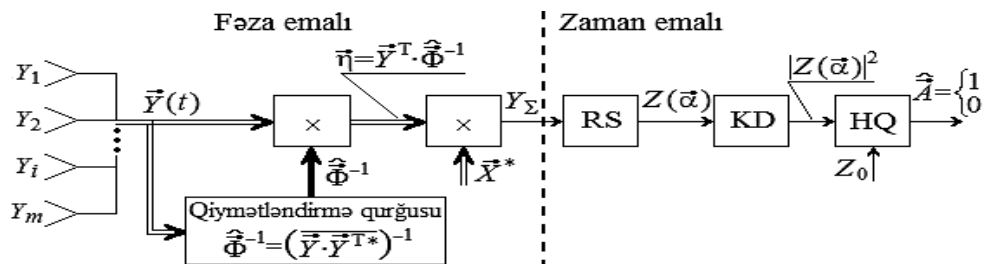 Fəza emalı
Zaman emalı
Y₁
Y₂
Yᵢ
Yₘ
Y⃗(t)
η⃗=Y⃗ᵀ·Φ̂⃗⁻¹
×
×
Y_Σ
RS
Z(α⃗)
KD
|Z(α⃗)|²
HQ
Â⃗={1 0
Φ̂⃗⁻¹
X⃗*
Z₀
Qiymətləndirmə qurğusu
Φ̂⃗⁻¹=(Y⃗·Y⃗ᵀ*)⁻¹